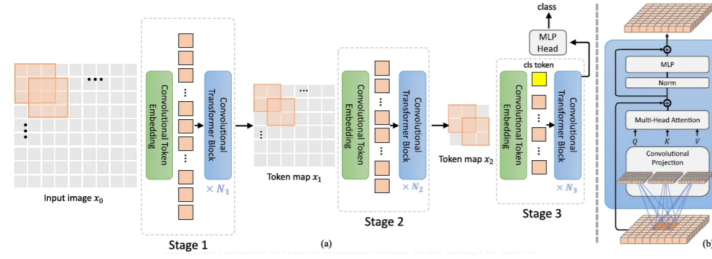 class
MLP
Head
cls token
Convolutional Token
Embedding
Convolutional
Transformer Block
× N₁
Input image x₀
Stage 1
Token map x₁
Convolutional Token
Embedding
Convolutional
Transformer Block
× N₂
Stage 2
Token map x₂
Convolutional Token
Embedding
Convolutional
Transformer Block
× N₃
Stage 3
(a)
MLP
Norm
Multi-Head Attention
Q K V
Convolutional
Projection
(b)